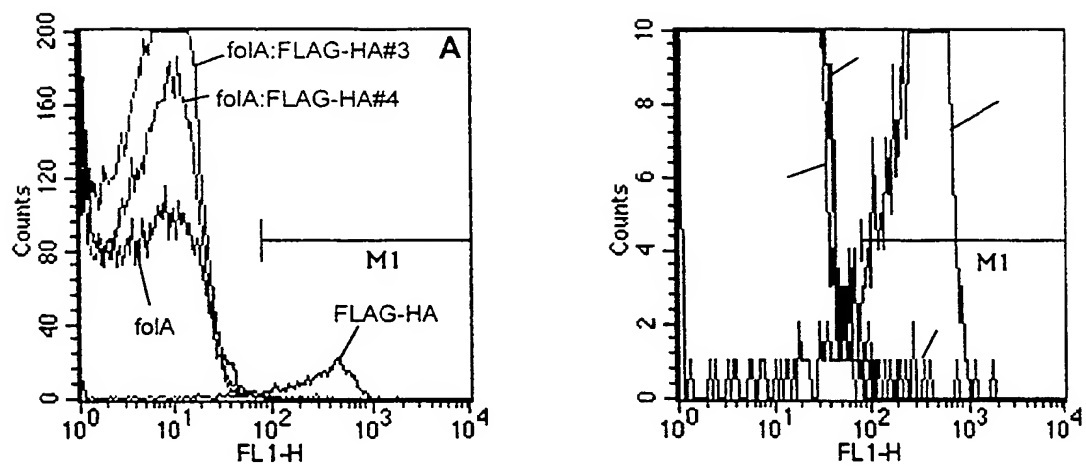 A
folA:FLAG-HA#3
folA:FLAG-HA#4
folA
FLAG-HA
M1
Counts
200
160
120
80
40
0
10^0 10^1 10^2 10^3 10^4
FL1-H
Counts
10
8
6
4
2
0
M1
10^0 10^1 10^2 10^3 10^4
FL1-H